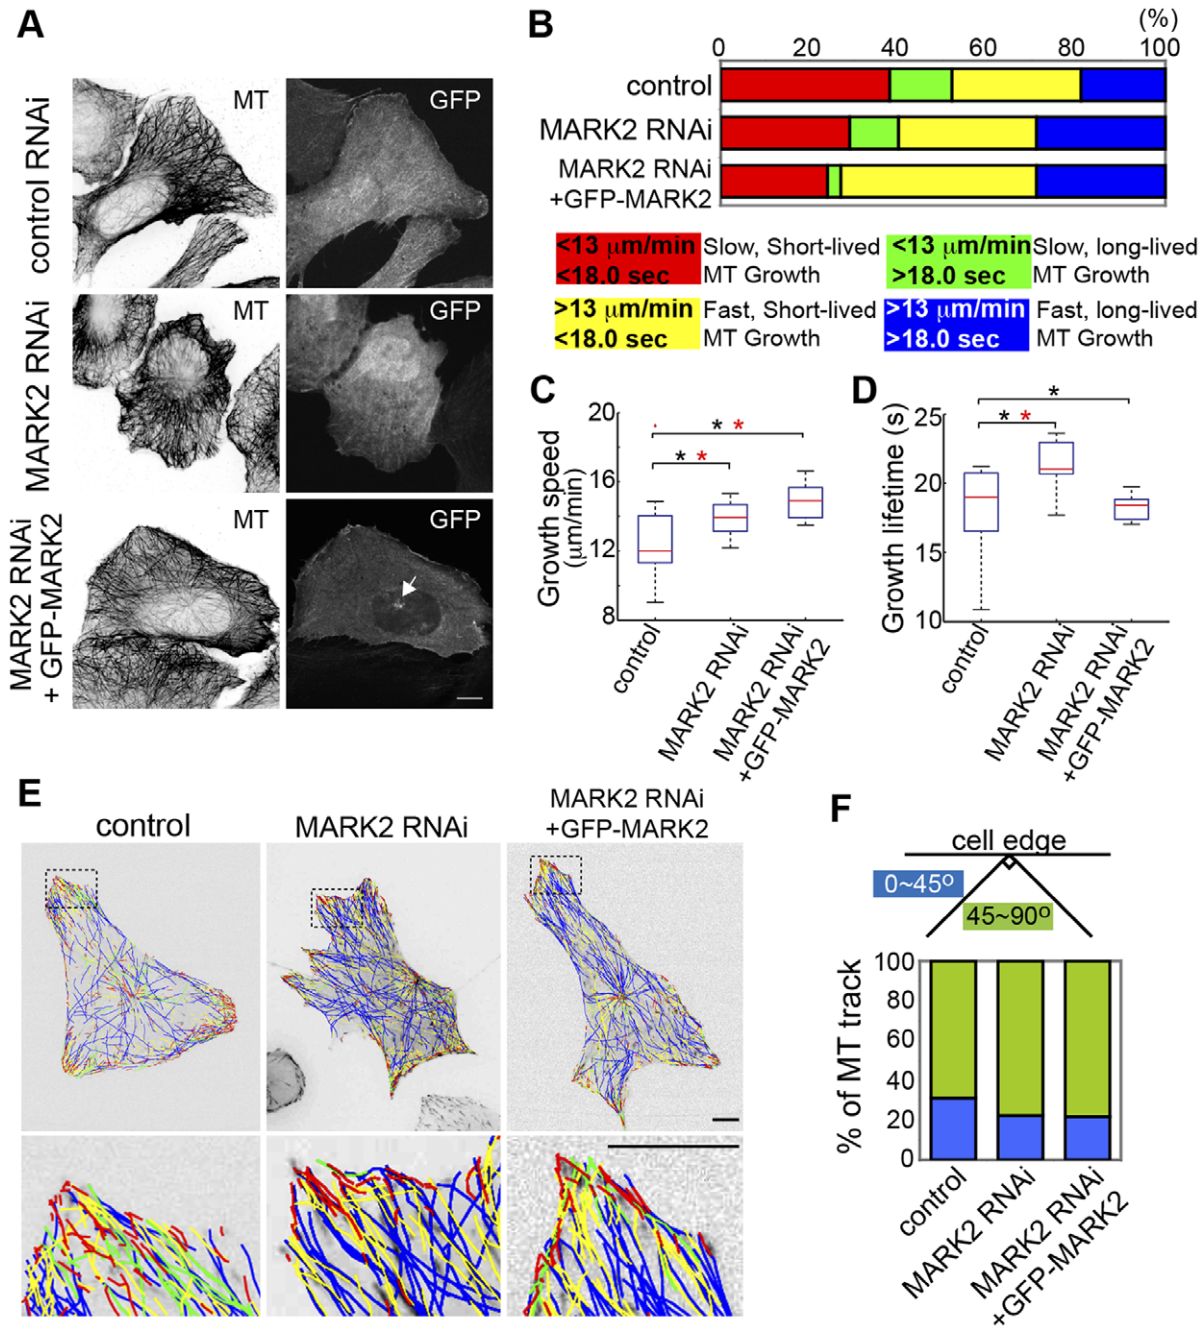 A
control RNAi
MT
GFP
MARK2 RNAi
MT
GFP
MARK2 RNAi
+ GFP-MARK2
MT
GFP
B
(%)
0 20 40 60 80 100
control
MARK2 RNAi
MARK2 RNAi
+GFP-MARK2
<13 µm/min
<18.0 sec
Slow, Short-lived
MT Growth
<13 µm/min
>18.0 sec
Slow, long-lived
MT Growth
>13 µm/min
<18.0 sec
Fast, Short-lived
MT Growth
>13 µm/min
>18.0 sec
Fast, long-lived
MT Growth
C
Growth speed
(µm/min)
20
16
12
8
* *
* *
control
MARK2 RNAi
MARK2 RNAi
+GFP-MARK2
D
Growth lifetime (s)
25
20
15
10
*
* *
control
MARK2 RNAi
MARK2 RNAi
+GFP-MARK2
E
control
MARK2 RNAi
MARK2 RNAi
+GFP-MARK2
F
cell edge
0~45º
45~90º
% of MT track
100
80
60
40
20
0
control
MARK2 RNAi
MARK2 RNAi
+GFP-MARK2